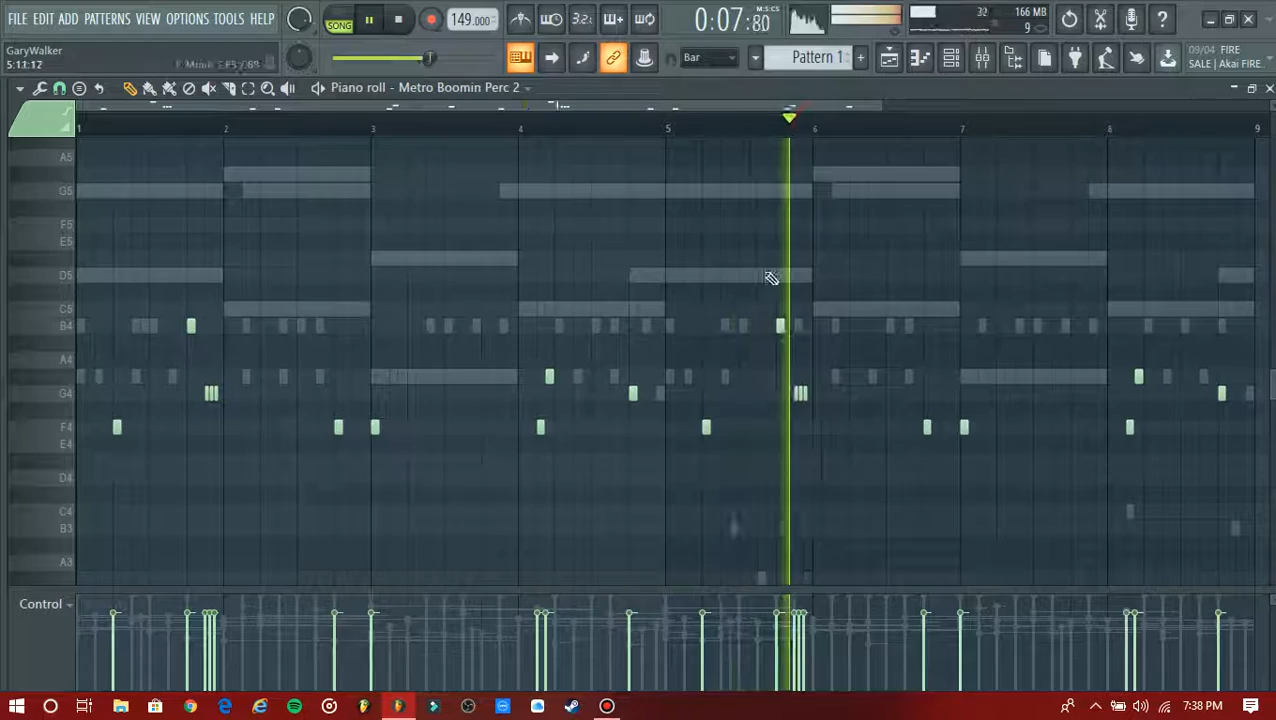 FILE EDIT ADD PATTERNS VIEW OPTIONS TOOLS HELP
SONG
149.000
3.2:
0:07:80
M:S:CS
32
166 MB
9
GaryWalker
5:11:12
Bar
Pattern 1
09/04 FIRE
SALE | Akai FIRE
Piano roll - Metro Boomin Perc 2
1 2 3 4 5 6 7 8 9
A5
G5
F5
E5
D5
C5
B4
A4
G4
F4
E4
D4
C4
B3
A3
Control
7:38 PM